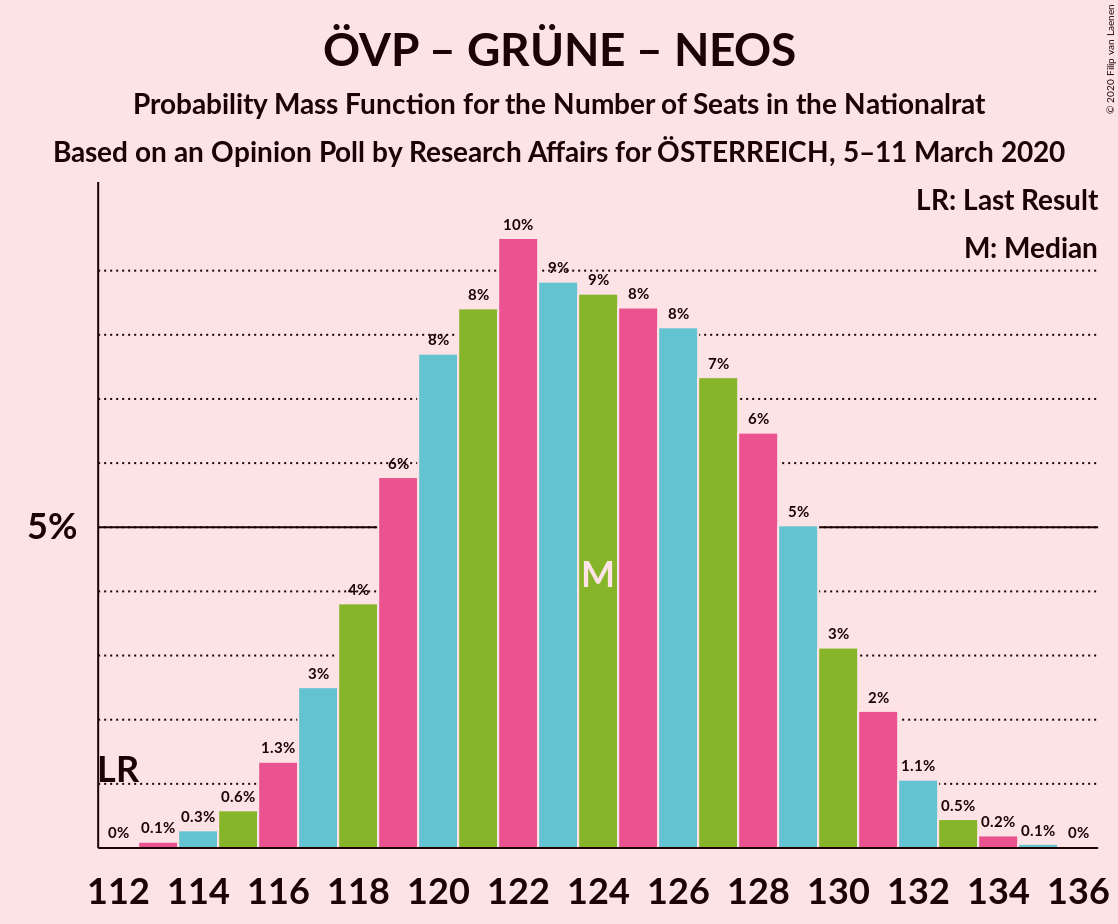 ÖVP – GRÜNE – NEOS
Probability Mass Function for the Number of Seats in the Nationalrat
Based on an Opinion Poll by Research Affairs for ÖSTERREICH, 5–11 March 2020
© 2020 Filip van Laenen
LR: Last Result
M: Median
10%
9%
9%
8%
8%
8%
8%
7%
6%
6%
5%
5%
M
4%
3%
3%
2%
1.3%
1.1%
LR
0.6%
0.5%
0.3%
0.2%
0.1%
0.1%
0%
0%
112 114 116 118 120 122 124 126 128 130 132 134 136